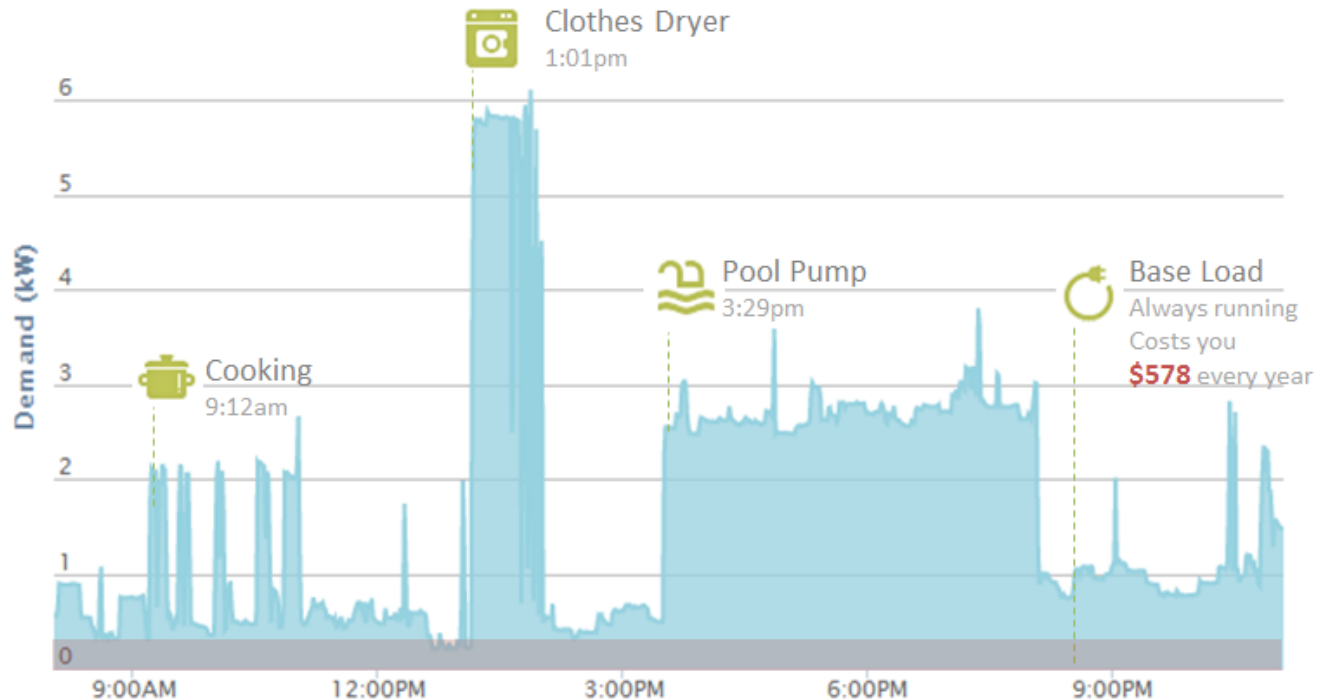 Clothes Dryer
1:01pm
6
5
4
3
2
1
0
Demand (kW)
Pool Pump
3:29pm
Base Load
Always running
Costs you
$578 every year
Cooking
9:12am
9:00AM
12:00PM
3:00PM
6:00PM
9:00PM